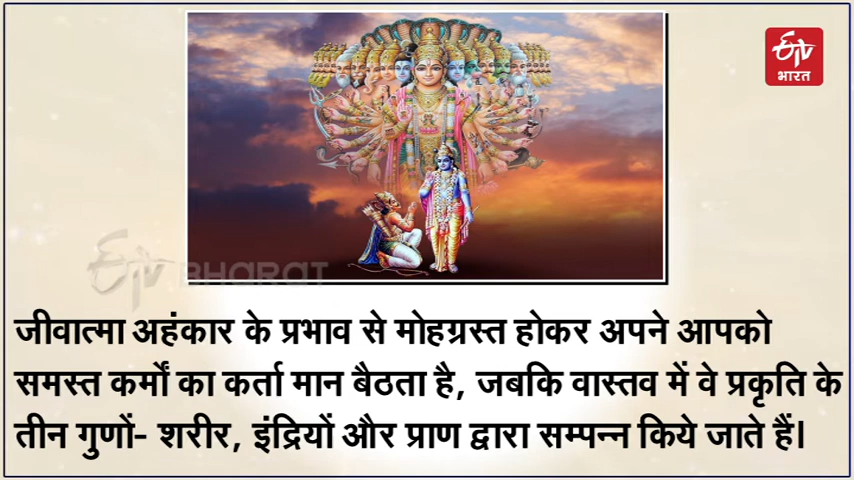 ETV
भारत
ETV BHARAT
जीवात्मा अहंकार के प्रभाव से मोहग्रस्त होकर अपने आपको
समस्त कर्मों का कर्ता मान बैठता है, जबकि वास्तव में वे प्रकृति के
तीन गुणों- शरीर, इंद्रियों और प्राण द्वारा सम्पन्न किये जाते हैं।